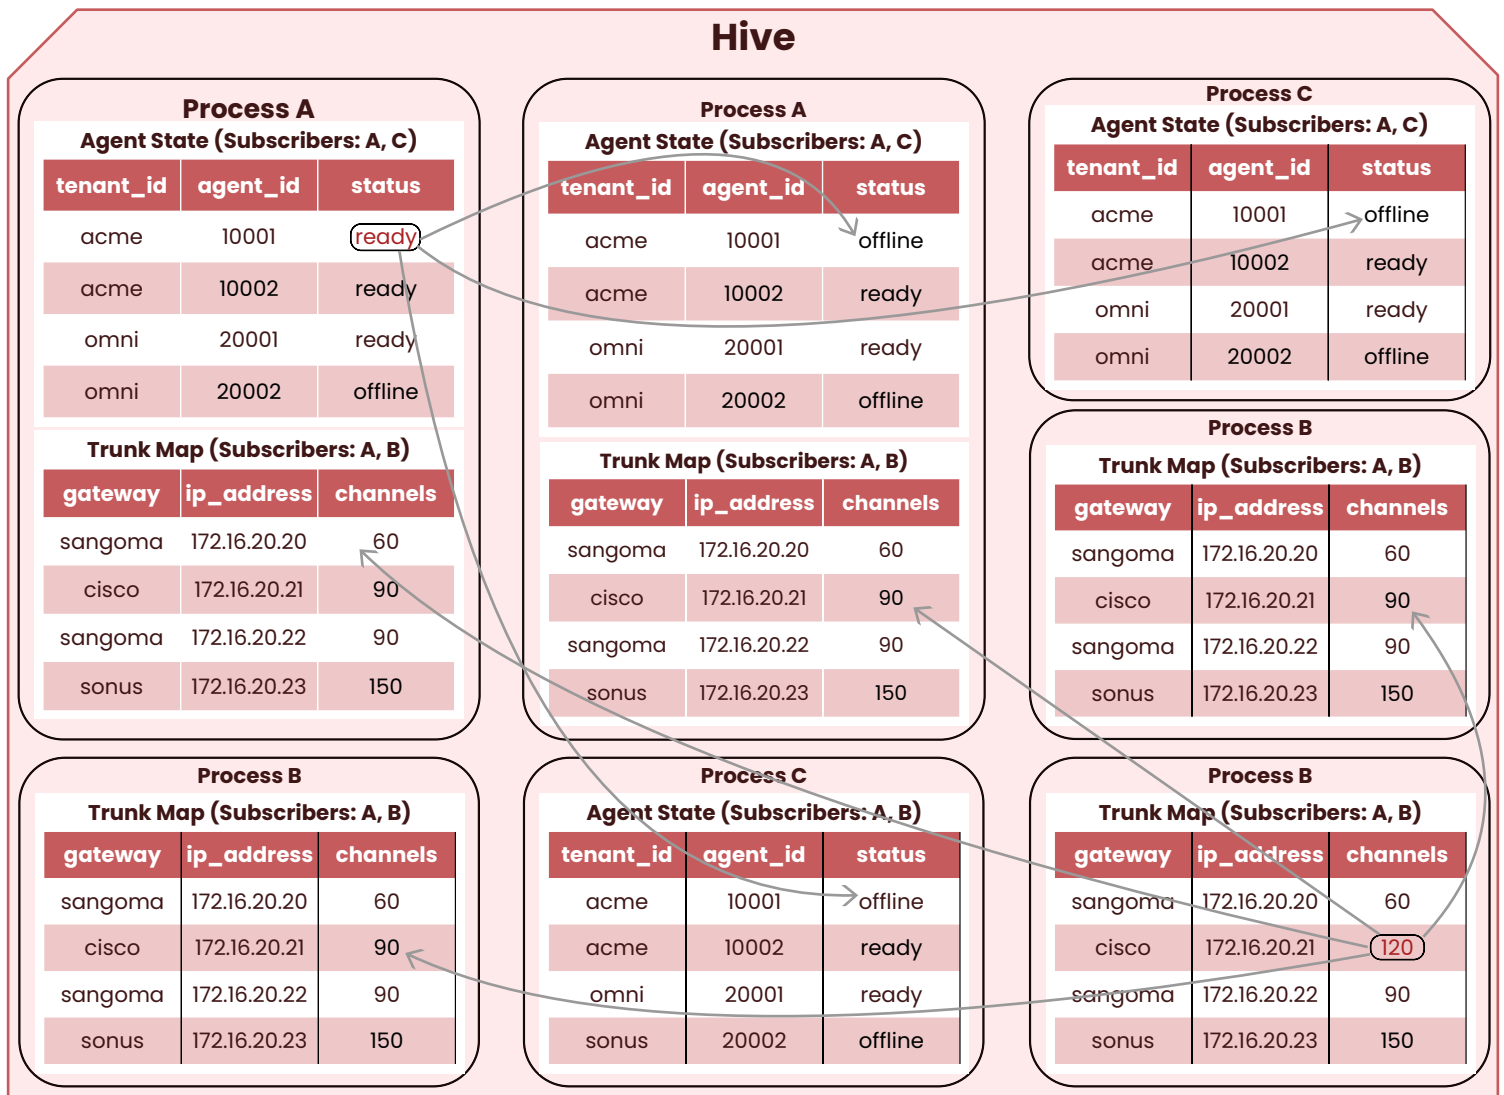 Hive
Process A
Agent State (Subscribers: A, C)
tenant_id agent_id status
acme 10001 ready
acme 10002 ready
omni 20001 ready
omni 20002 offline
Trunk Map (Subscribers: A, B)
gateway ip_address channels
sangoma 172.16.20.20 60
cisco 172.16.20.21 90
sangoma 172.16.20.22 90
sonus 172.16.20.23 150
Process A
Agent State (Subscribers: A, C)
tenant_id agent_id status
acme 10001 offline
acme 10002 ready
omni 20001 ready
omni 20002 offline
Trunk Map (Subscribers: A, B)
gateway ip_address channels
sangoma 172.16.20.20 60
cisco 172.16.20.21 90
sangoma 172.16.20.22 90
sonus 172.16.20.23 150
Process C
Agent State (Subscribers: A, C)
tenant_id agent_id status
acme 10001 offline
acme 10002 ready
omni 20001 ready
omni 20002 offline
Process B
Trunk Map (Subscribers: A, B)
gateway ip_address channels
sangoma 172.16.20.20 60
cisco 172.16.20.21 90
sangoma 172.16.20.22 90
sonus 172.16.20.23 150
Process B
Trunk Map (Subscribers: A, B)
gateway ip_address channels
sangoma 172.16.20.20 60
cisco 172.16.20.21 90
sangoma 172.16.20.22 90
sonus 172.16.20.23 150
Process C
Agent State (Subscribers: A, B)
tenant_id agent_id status
acme 10001 offline
acme 10002 ready
omni 20001 ready
sonus 20002 offline
Process B
Trunk Map (Subscribers: A, B)
gateway ip_address channels
sangoma 172.16.20.20 60
cisco 172.16.20.21 120
sangoma 172.16.20.22 90
sonus 172.16.20.23 150